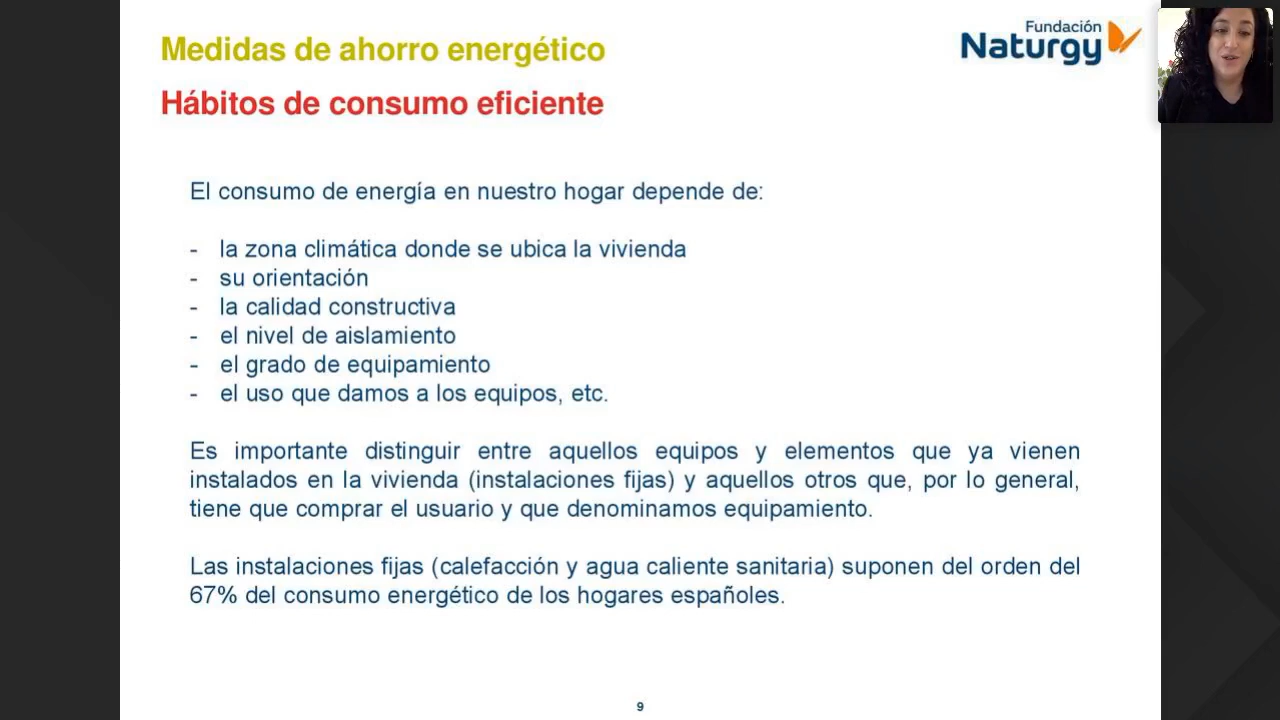 Medidas de ahorro energético
Fundación
Naturgy
Hábitos de consumo eficiente
El consumo de energía en nuestro hogar depende de:
- la zona climática donde se ubica la vivienda
- su orientación
- la calidad constructiva
- el nivel de aislamiento
- el grado de equipamiento
- el uso que damos a los equipos, etc.
Es importante distinguir entre aquellos equipos y elementos que ya vienen
instalados en la vivienda (instalaciones fijas) y aquellos otros que, por lo general,
tiene que comprar el usuario y que denominamos equipamiento.
Las instalaciones fijas (calefacción y agua caliente sanitaria) suponen del orden del
67% del consumo energético de los hogares españoles.
9